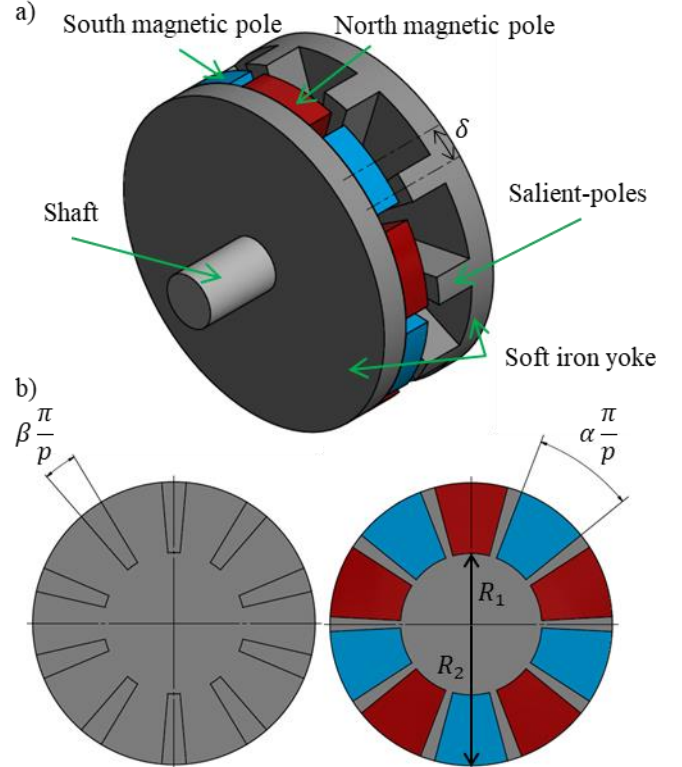 a)
South magnetic pole
North magnetic pole
δ
Shaft
Salient-poles
Soft iron yoke
b)
β π/p
α π/p
R₁
R₂